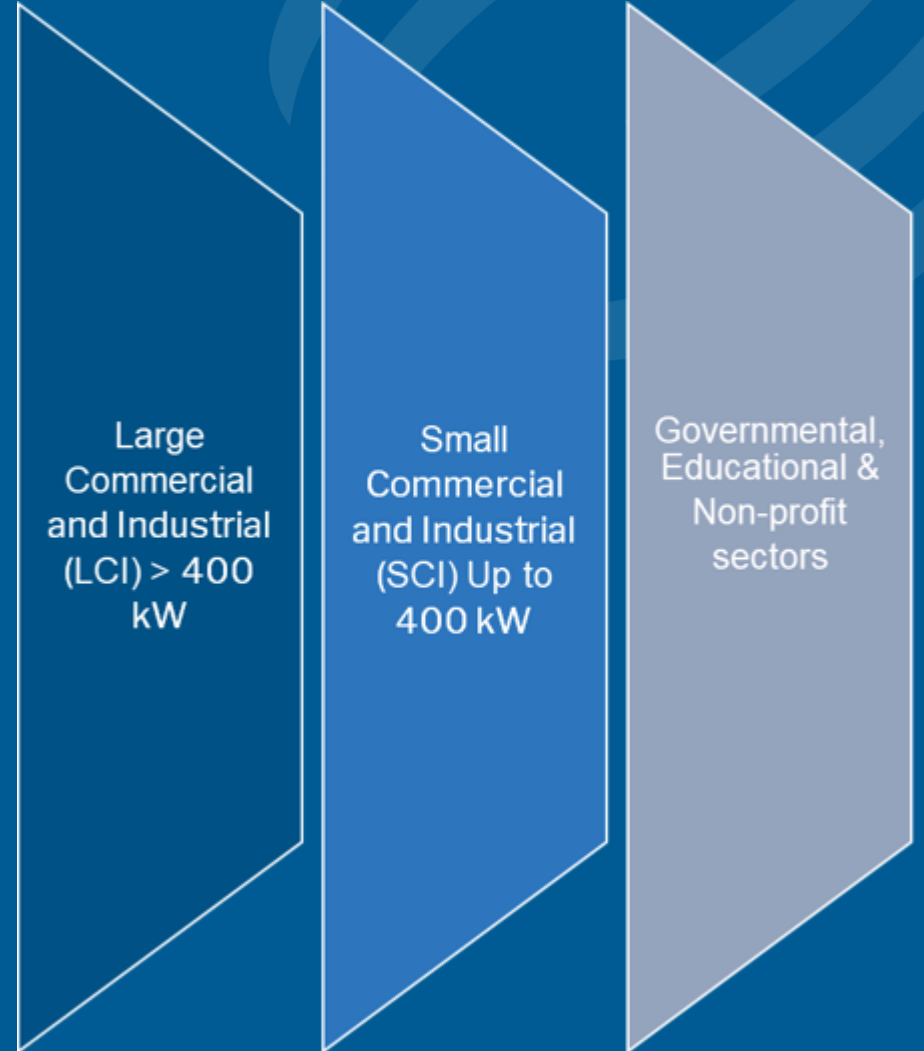 Large
Commercial
and Industrial
(LCI) > 400
kW
Small
Commercial
and Industrial
(SCI) Up to
400 kW
Governmental,
Educational &
Non-profit
sectors